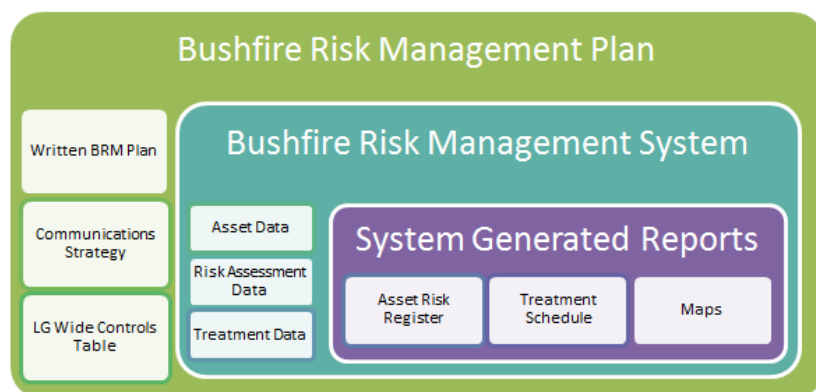 Bushfire Risk Management Plan
Written BRM Plan
Communications
Strategy
LG Wide Controls
Table
Bushfire Risk Management System
Asset Data
Risk Assessment
Data
Treatment Data
System Generated Reports
Asset Risk
Register
Treatment
Schedule
Maps